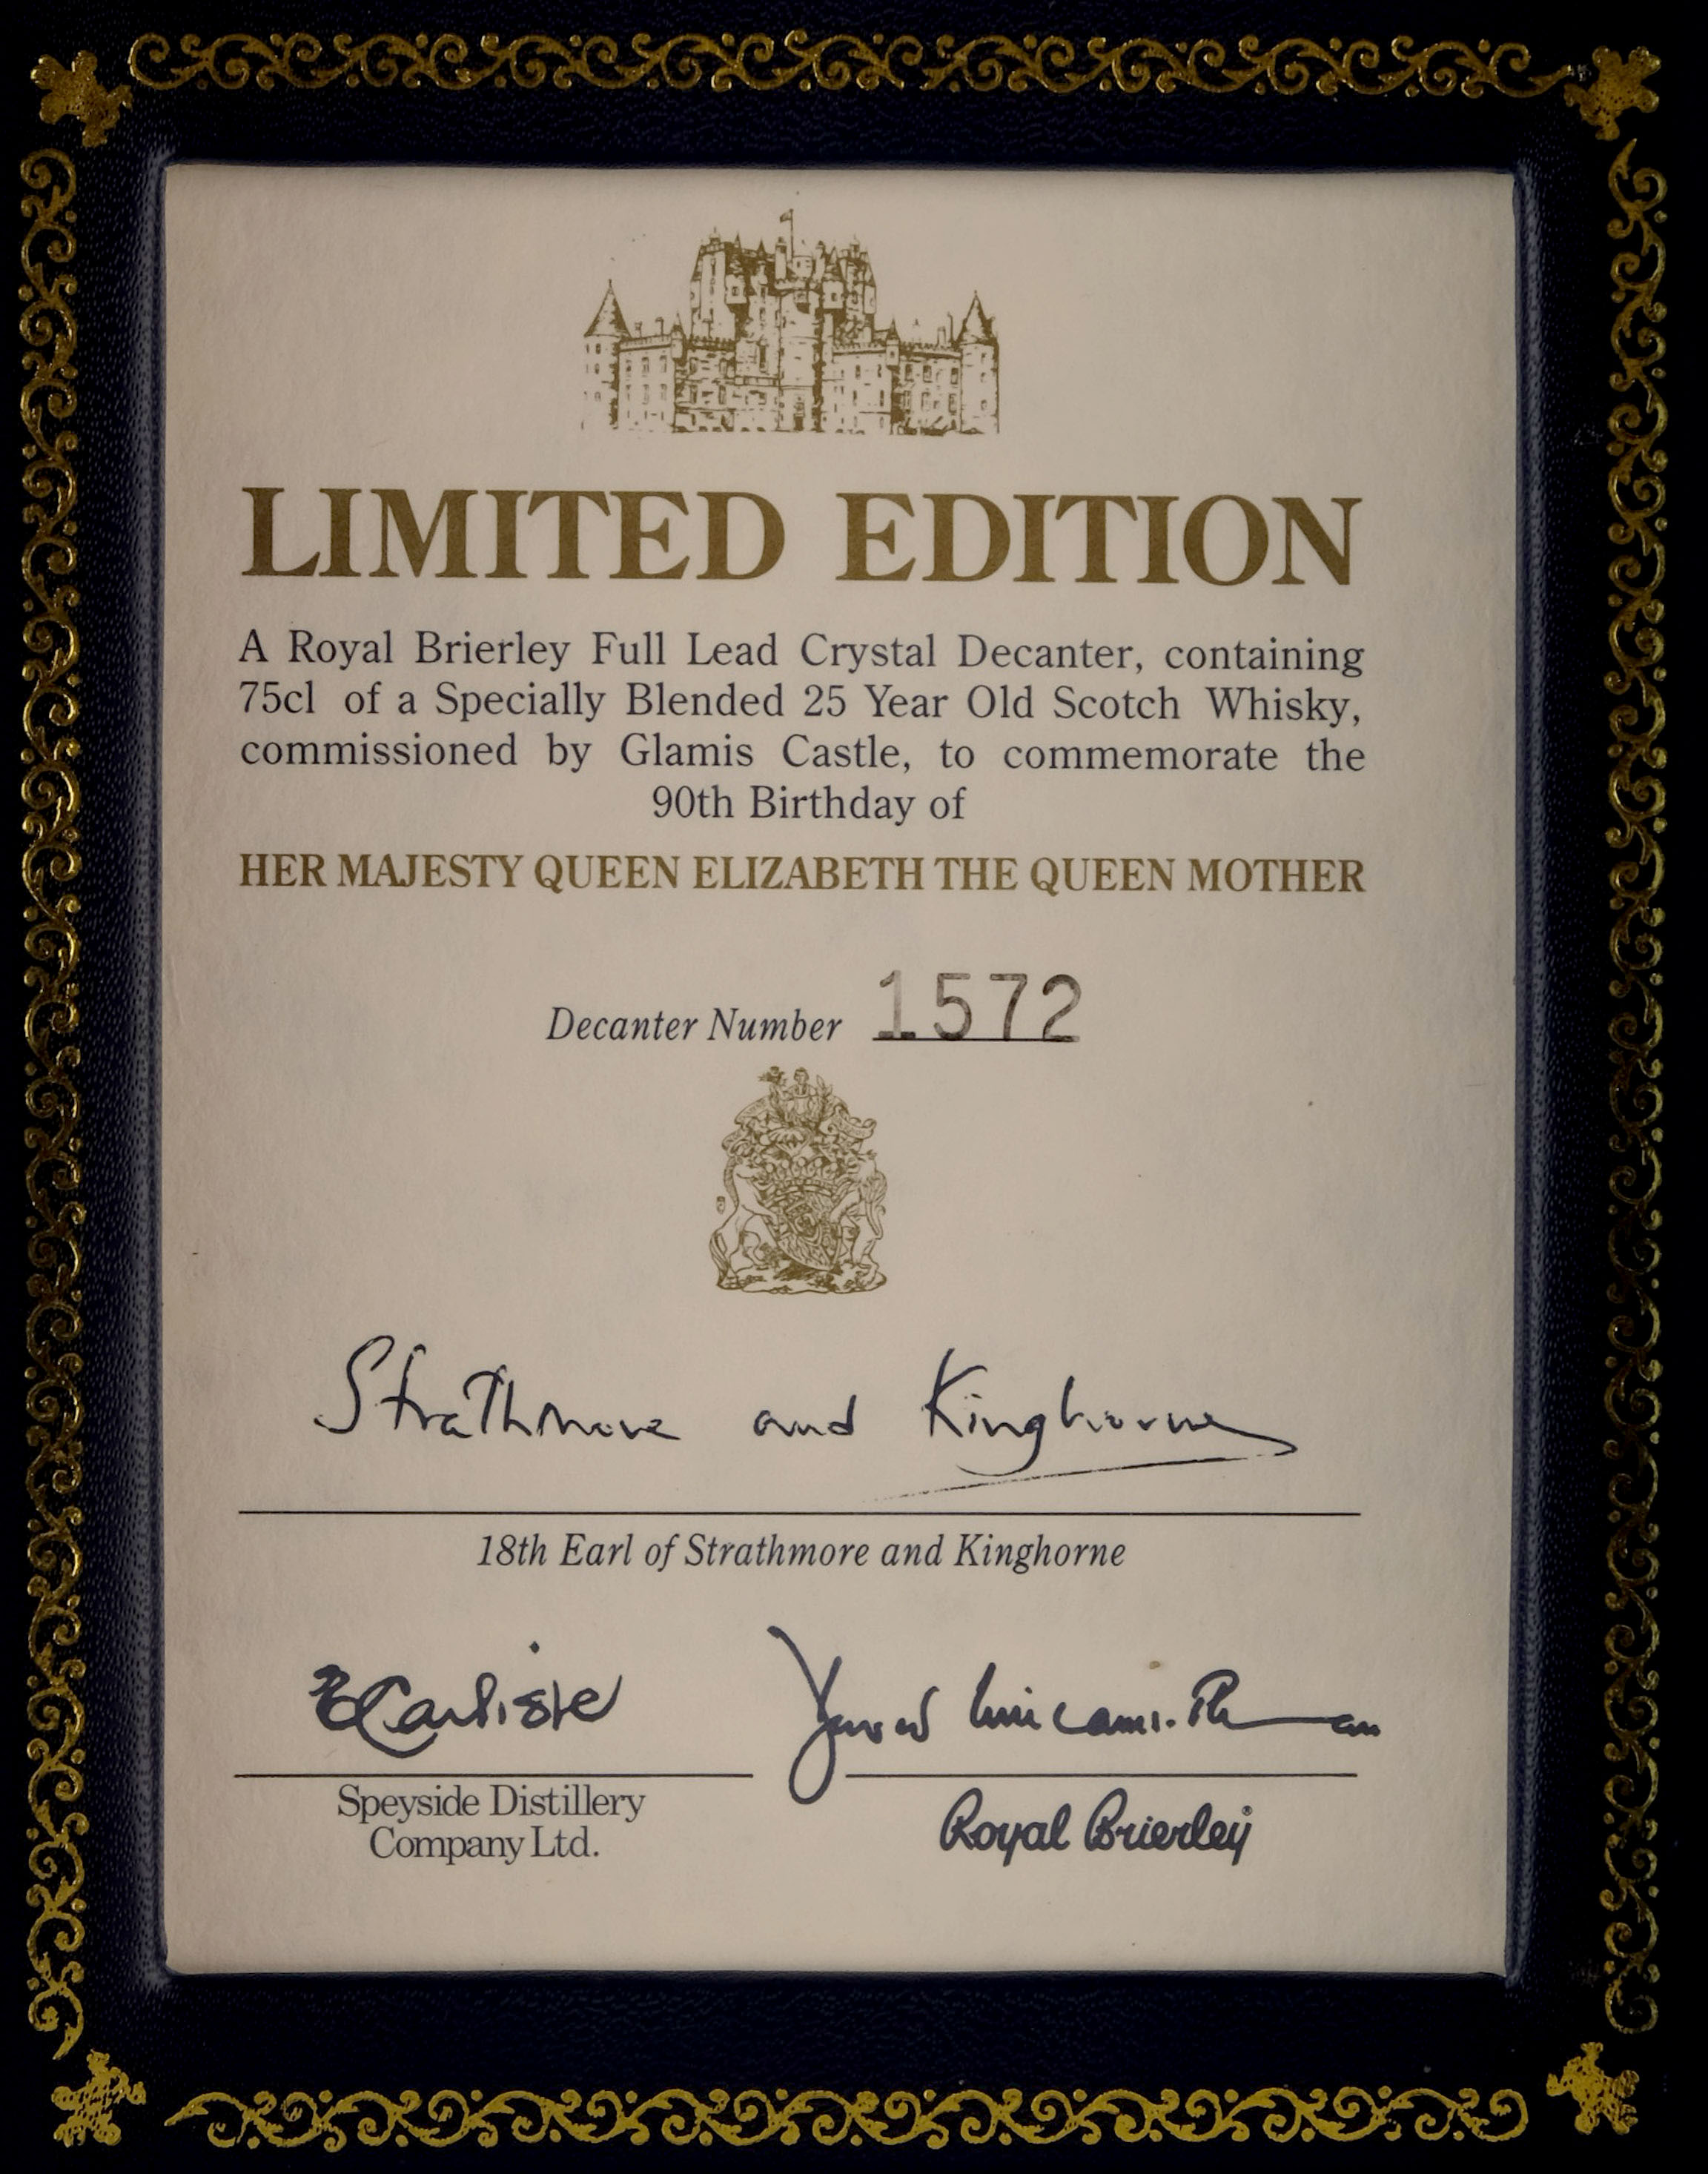 LIMITED EDITION
A Royal Brierley Full Lead Crystal Decanter, containing
75cl of a Specially Blended 25 Year Old Scotch Whisky,
commissioned by Glamis Castle, to commemorate the
90th Birthday of
HER MAJESTY QUEEN ELIZABETH THE QUEEN MOTHER
Decanter Number 1572
Strathmore and Kinghorne
18th Earl of Strathmore and Kinghorne
Carlisle
Speyside Distillery
Company Ltd.
Royal Brierley